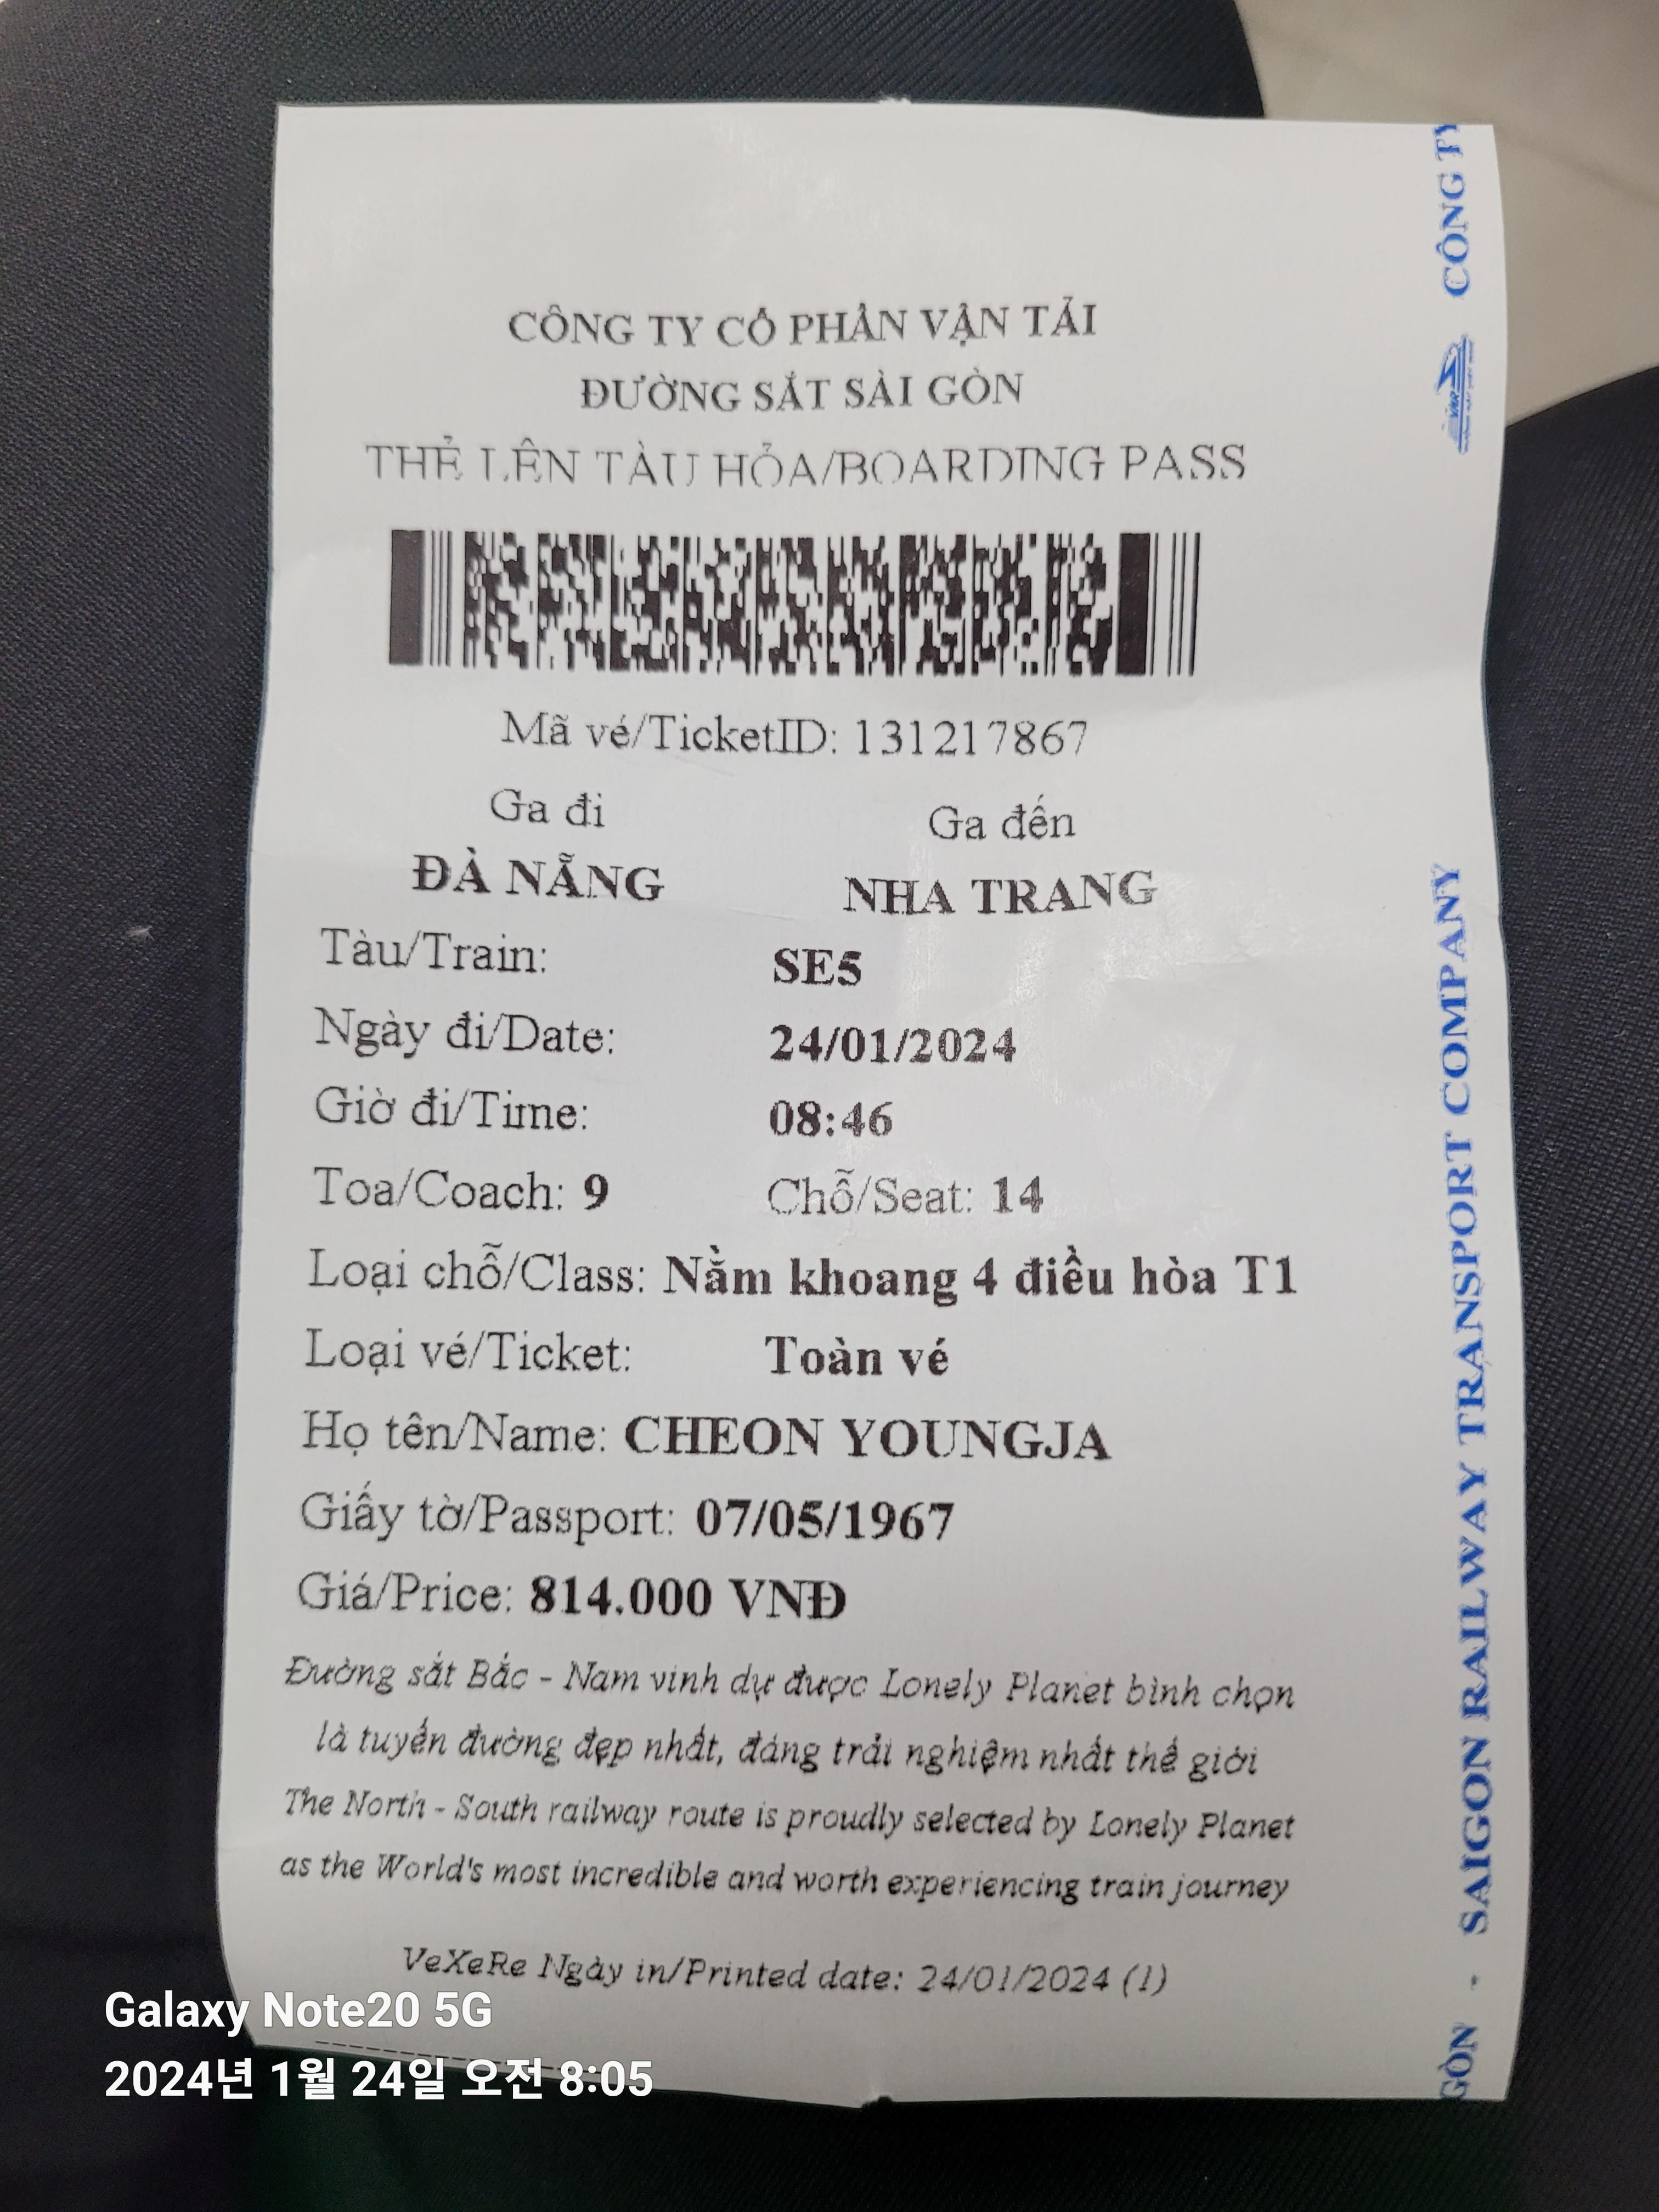 CÔNG TY CỔ PHẦN VẬN TẢI
ĐƯỜNG SẮT SÀI GÒN
THẺ LÊN TÀU HỎA/BOARDING PASS
Mã vé/TicketID: 131217867
Ga đi Ga đến
ĐÀ NẴNG NHA TRANG
Tàu/Train: SE5
Ngày đi/Date: 24/01/2024
Giờ đi/Time: 08:46
Toa/Coach: 9 Chỗ/Seat: 14
Loại chỗ/Class: Nằm khoang 4 điều hòa T1
Loại vé/Ticket: Toàn vé
Họ tên/Name: CHEON YOUNGJA
Giấy tờ/Passport: 07/05/1967
Giá/Price: 814.000 VNĐ
Đường sắt Bắc - Nam vinh dự được Lonely Planet bình chọn
là tuyến đường đẹp nhất, đáng trải nghiệm nhất thế giới
The North - South railway route is proudly selected by Lonely Planet
as the World's most incredible and worth experiencing train journey
VeXeRe Ngày in/Printed date: 24/01/2024 (1)
GÒN - SAIGON RAILWAY TRANSPORT COMPANY
CÔNG TY
Galaxy Note20 5G
2024년 1월 24일 오전 8:05